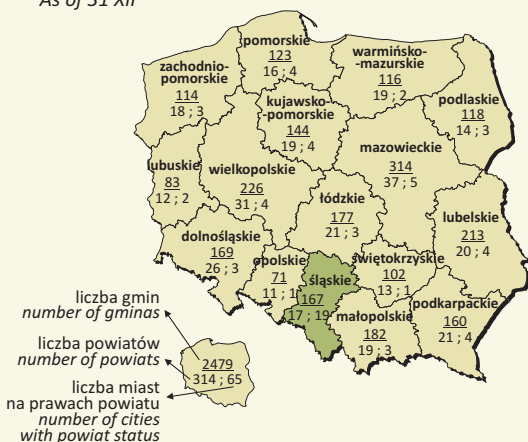 As of 31 XII
pomorskie
123
16 ; 4
warmińsko-
-mazurskie
116
19 ; 2
zachodnio-
pomorskie
114
18 ; 3
podlaskie
118
14 ; 3
kujawsko-
-pomorskie
144
19 ; 4
mazowieckie
314
37 ; 5
lubuskie
83
12 ; 2
wielkopolskie
226
31 ; 4
łódzkie
177
21 ; 3
lubelskie
213
20 ; 4
dolnośląskie
169
26 ; 3
opolskie
71
11 ; 1
śląskie
167
17 ; 19
świętokrzyskie
102
13 ; 1
małopolskie
182
19 ; 3
podkarpackie
160
21 ; 4
liczba gmin
number of gminas
liczba powiatów
number of powiats
liczba miast
na prawach powiatu
number of cities
with powiat status
2479
314 ; 65